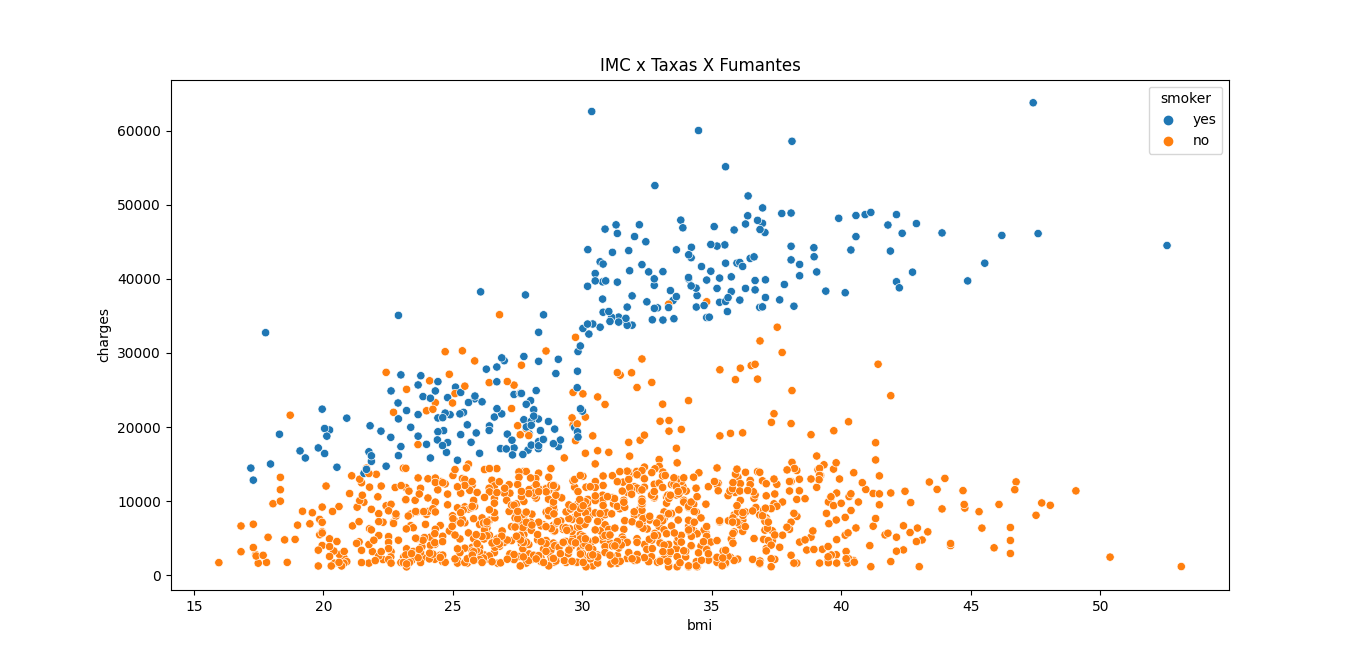 IMC x Taxas X Fumantes
smoker
yes
no
charges
60000
50000
40000
30000
20000
10000
0
15 20 25 30 35 40 45 50
bmi